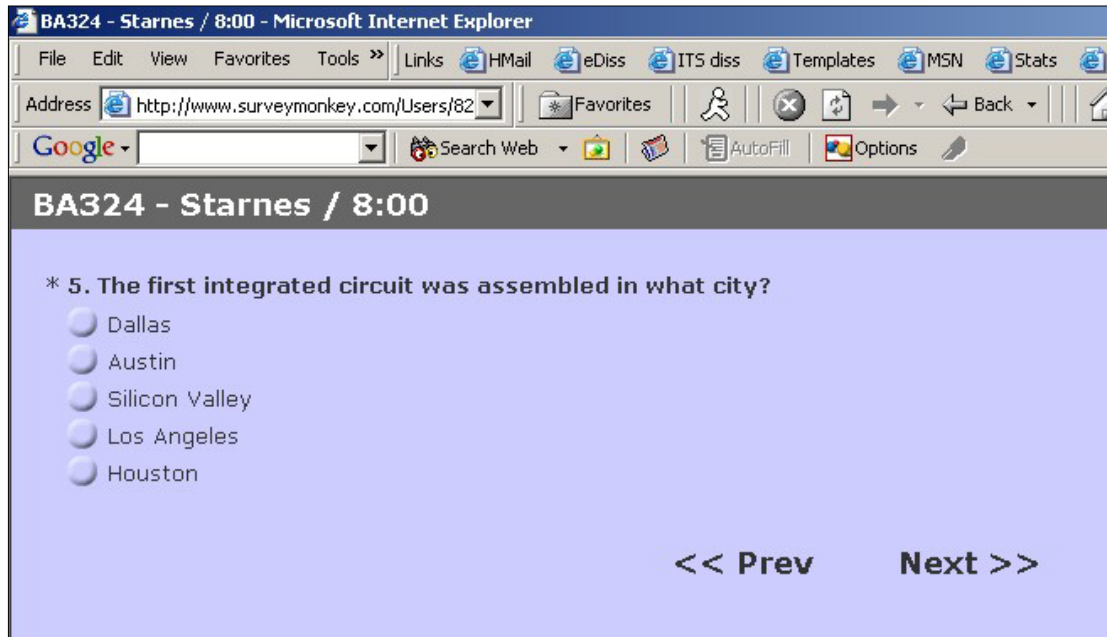 BA324 - Starnes / 8:00 - Microsoft Internet Explorer
File Edit View Favorites Tools » Links HMail eDiss ITS diss Templates MSN Stats
Address http://www.surveymonkey.com/Users/82 Favorites Back
Google Search Web AutoFill Options
BA324 - Starnes / 8:00
* 5. The first integrated circuit was assembled in what city?
Dallas
Austin
Silicon Valley
Los Angeles
Houston
<< Prev Next >>